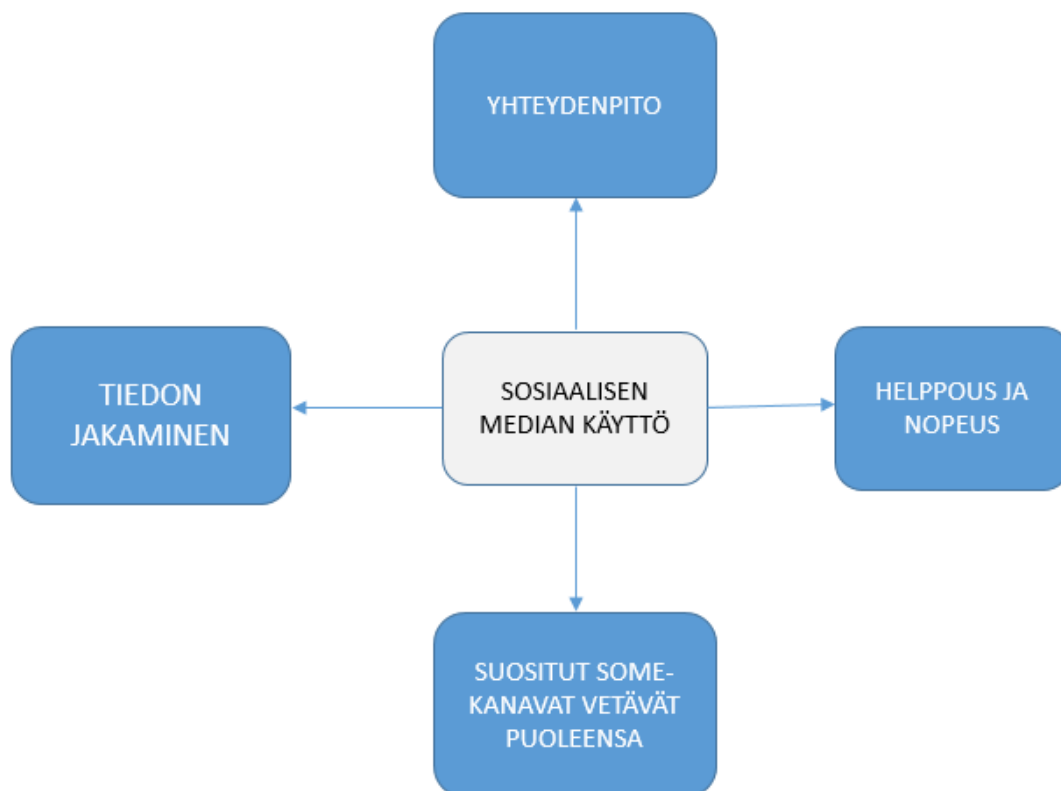 YHTEYDENPITO
TIEDON
JAKAMINEN
SOSIAALISEN
MEDIAN KÄYTTÖ
HELPPOUS JA
NOPEUS
SUOSITUT SOME-
KANAVAT VETÄVÄT
PUOLEENSA